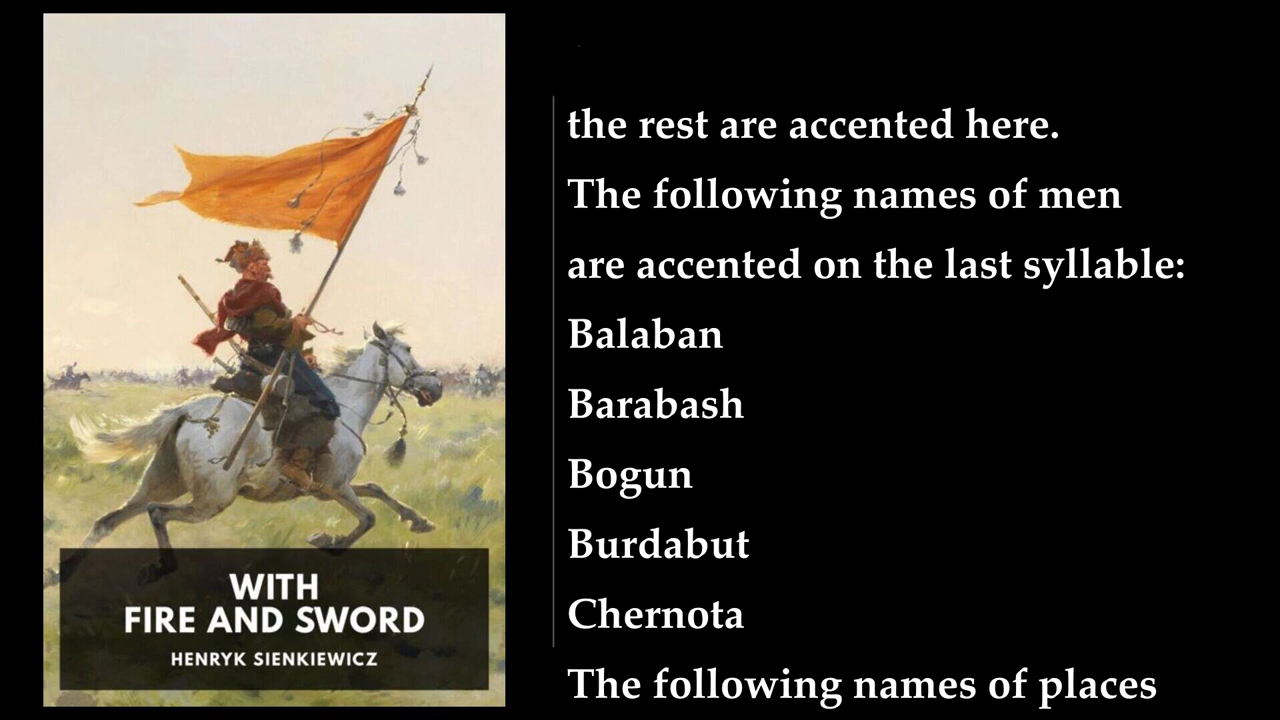 WITH
FIRE AND SWORD
HENRYK SIENKIEWICZ
the rest are accented here.
The following names of men
are accented on the last syllable:
Balaban
Barabash
Bogun
Burdabut
Chernota
The following names of places